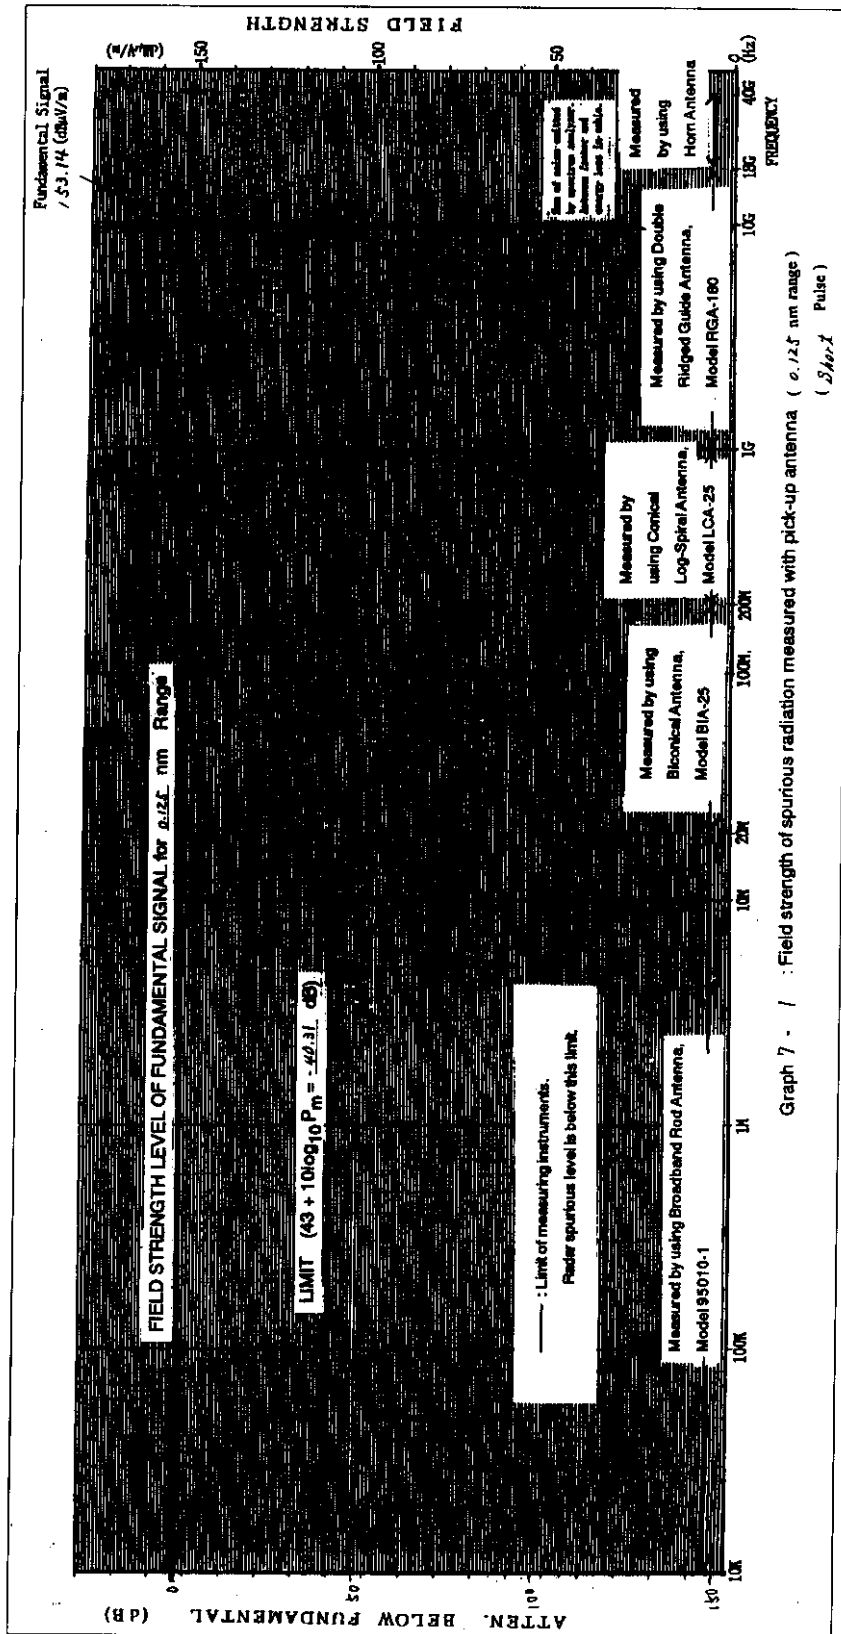 Fundamental Signal
153.14 (dBμV/m)
FIELD STRENGTH
(dBμV/m)
150
100
50
0
ATTEN. BELOW FUNDAMENTAL (dB)
0
50
100
150
FIELD STRENGTH LEVEL OF FUNDAMENTAL SIGNAL for 0.125 nm Range
LIMIT (43 + 10log10Pm = -40.31 dB)
: Limit of measuring instruments.
Radar spurious level is below this limit.
Measured by using Broadband Rod Antenna,
Model 95010-1
Measured by using
Biconical Antenna,
Model BIA-25
Measured by
using Conical
Log-Spiral Antenna,
Model LCA-25
Measured by using Double
Ridged Guide Antenna,
Model RGA-180
Measured
by using
Horn Antenna
10K
100K
1M
10M
20M
100M
200M
1G
10G
18G
40G
(Hz)
FREQUENCY
Graph 7 - 1 : Field strength of spurious radiation measured with pick-up antenna ( 0.125 nm range )
( Short Pulse )